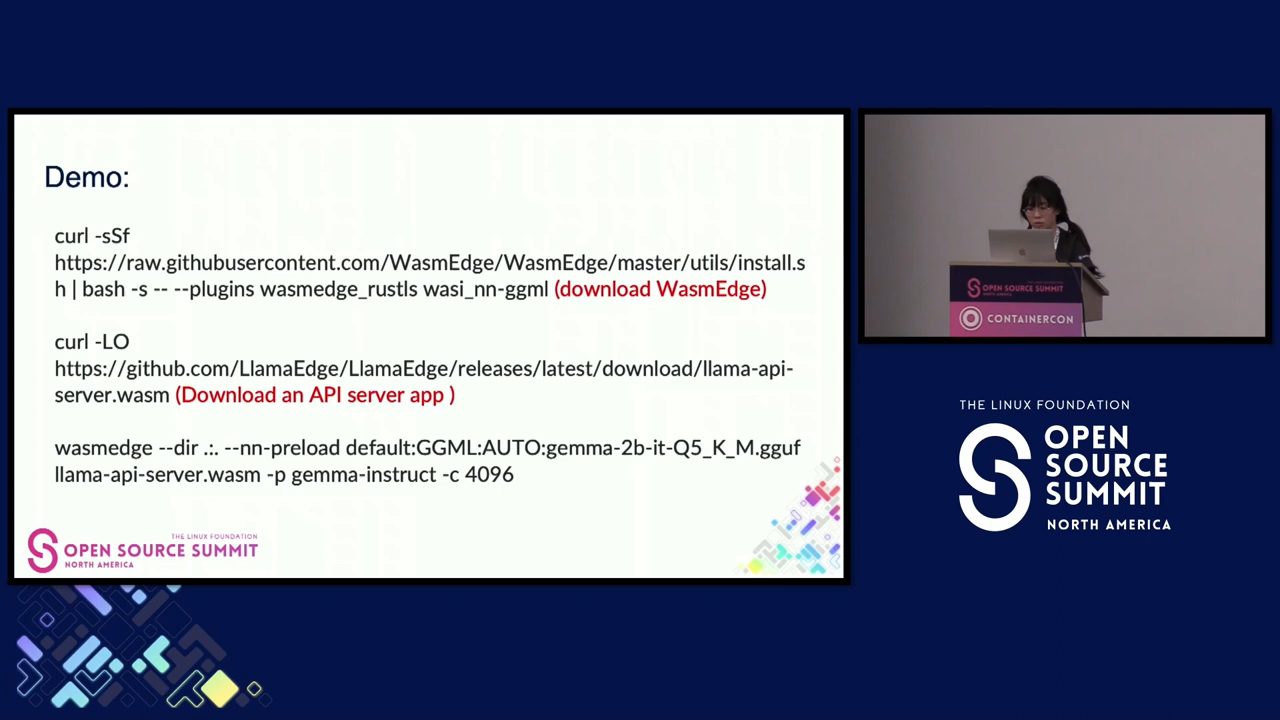 Demo:
curl -sSf
https://raw.githubusercontent.com/WasmEdge/WasmEdge/master/utils/install.s
h | bash -s -- --plugins wasmedge_rustls wasi_nn-ggml (download WasmEdge)
curl -LO
https://github.com/LlamaEdge/LlamaEdge/releases/latest/download/llama-api-
server.wasm (Download an API server app )
wasmedge --dir .:. --nn-preload default:GGML:AUTO:gemma-2b-it-Q5_K_M.gguf
llama-api-server.wasm -p gemma-instruct -c 4096
THE LINUX FOUNDATION
OPEN SOURCE SUMMIT
NORTH AMERICA
OPEN SOURCE SUMMIT
CONTAINERCON
THE LINUX FOUNDATION
OPEN
SOURCE
SUMMIT
NORTH AMERICA